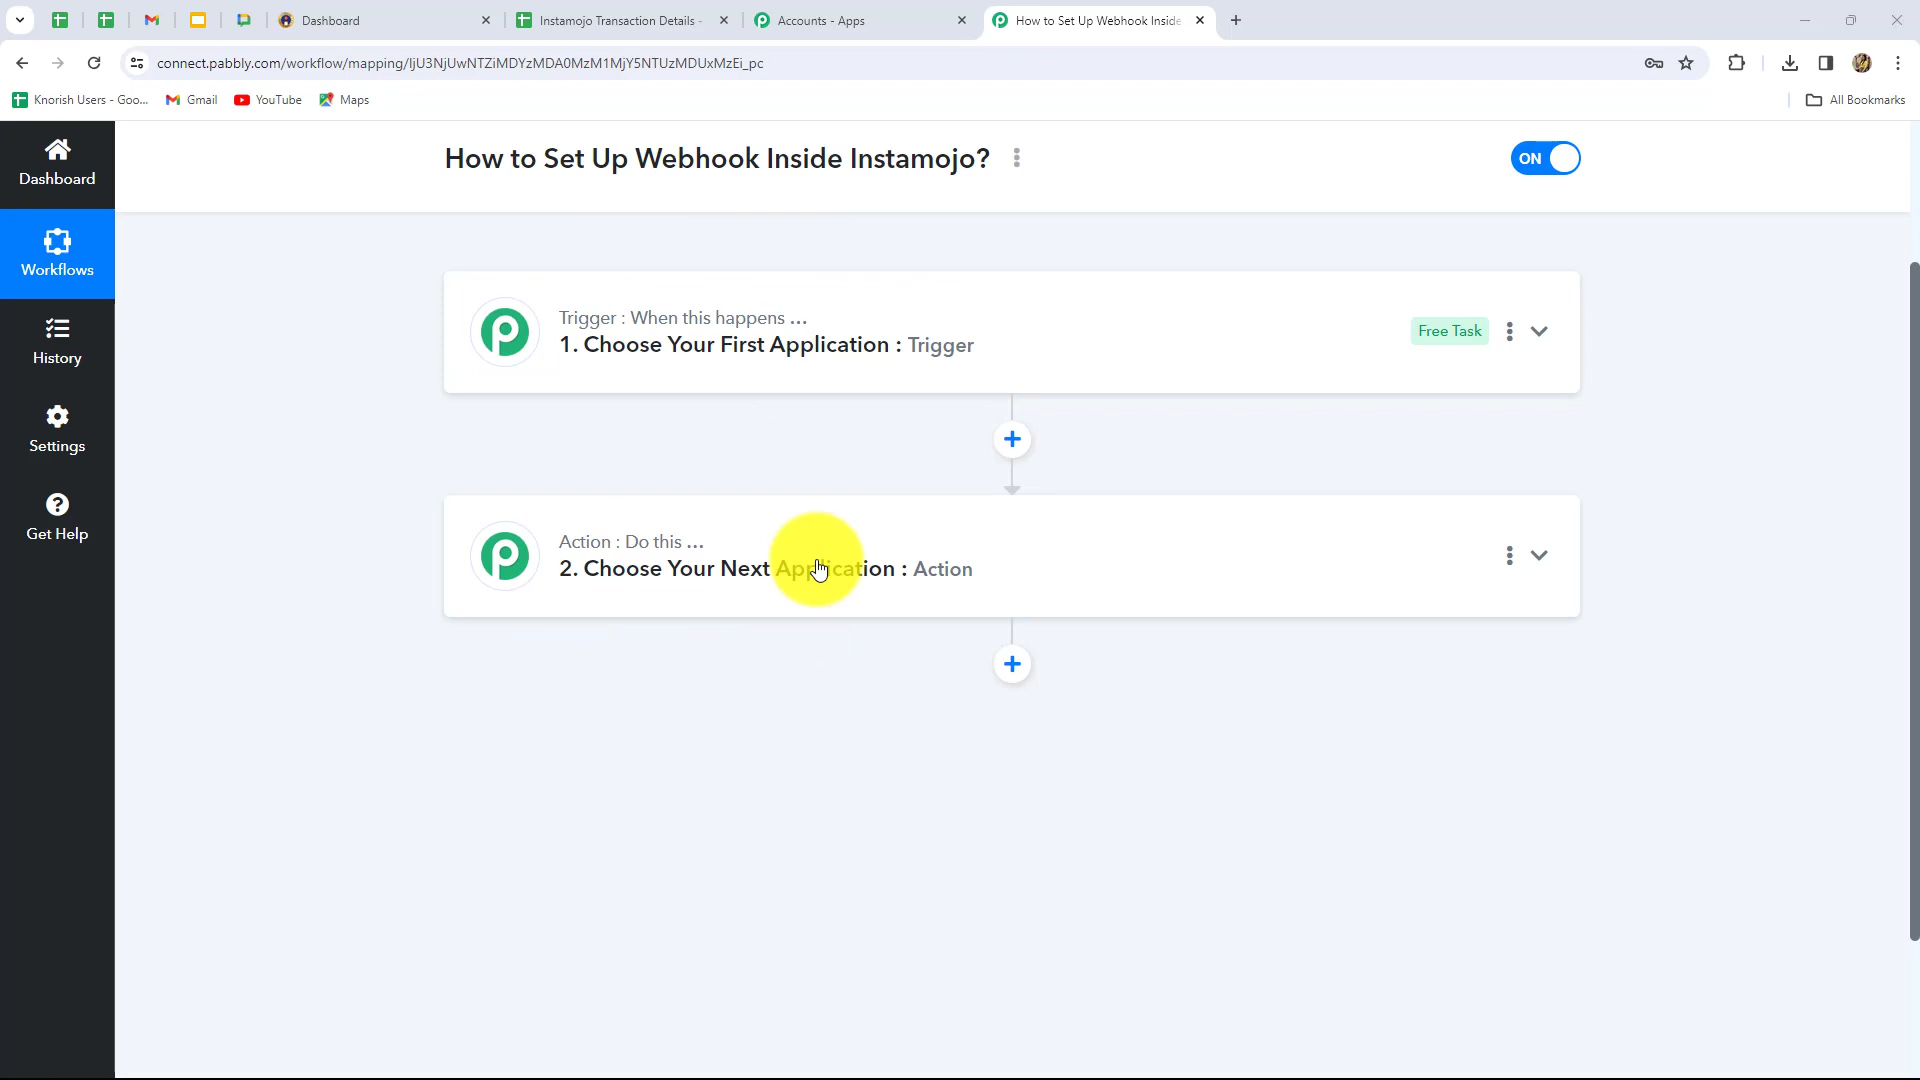 Dashboard
Instamojo Transaction Details -
Accounts - Apps
How to Set Up Webhook Inside
connect.pabbly.com/workflow/mapping/IjU3NjUwNTZiMDYzMDA0MzM1MjY5NTUzMDUxMzEi_pc
Knorish Users - Goo...
Gmail
YouTube
Maps
All Bookmarks
Dashboard
Workflows
History
Settings
Get Help
How to Set Up Webhook Inside Instamojo?
ON
Trigger : When this happens ...
1. Choose Your First Application : Trigger
Free Task
Action : Do this ...
2. Choose Your Next Application : Action